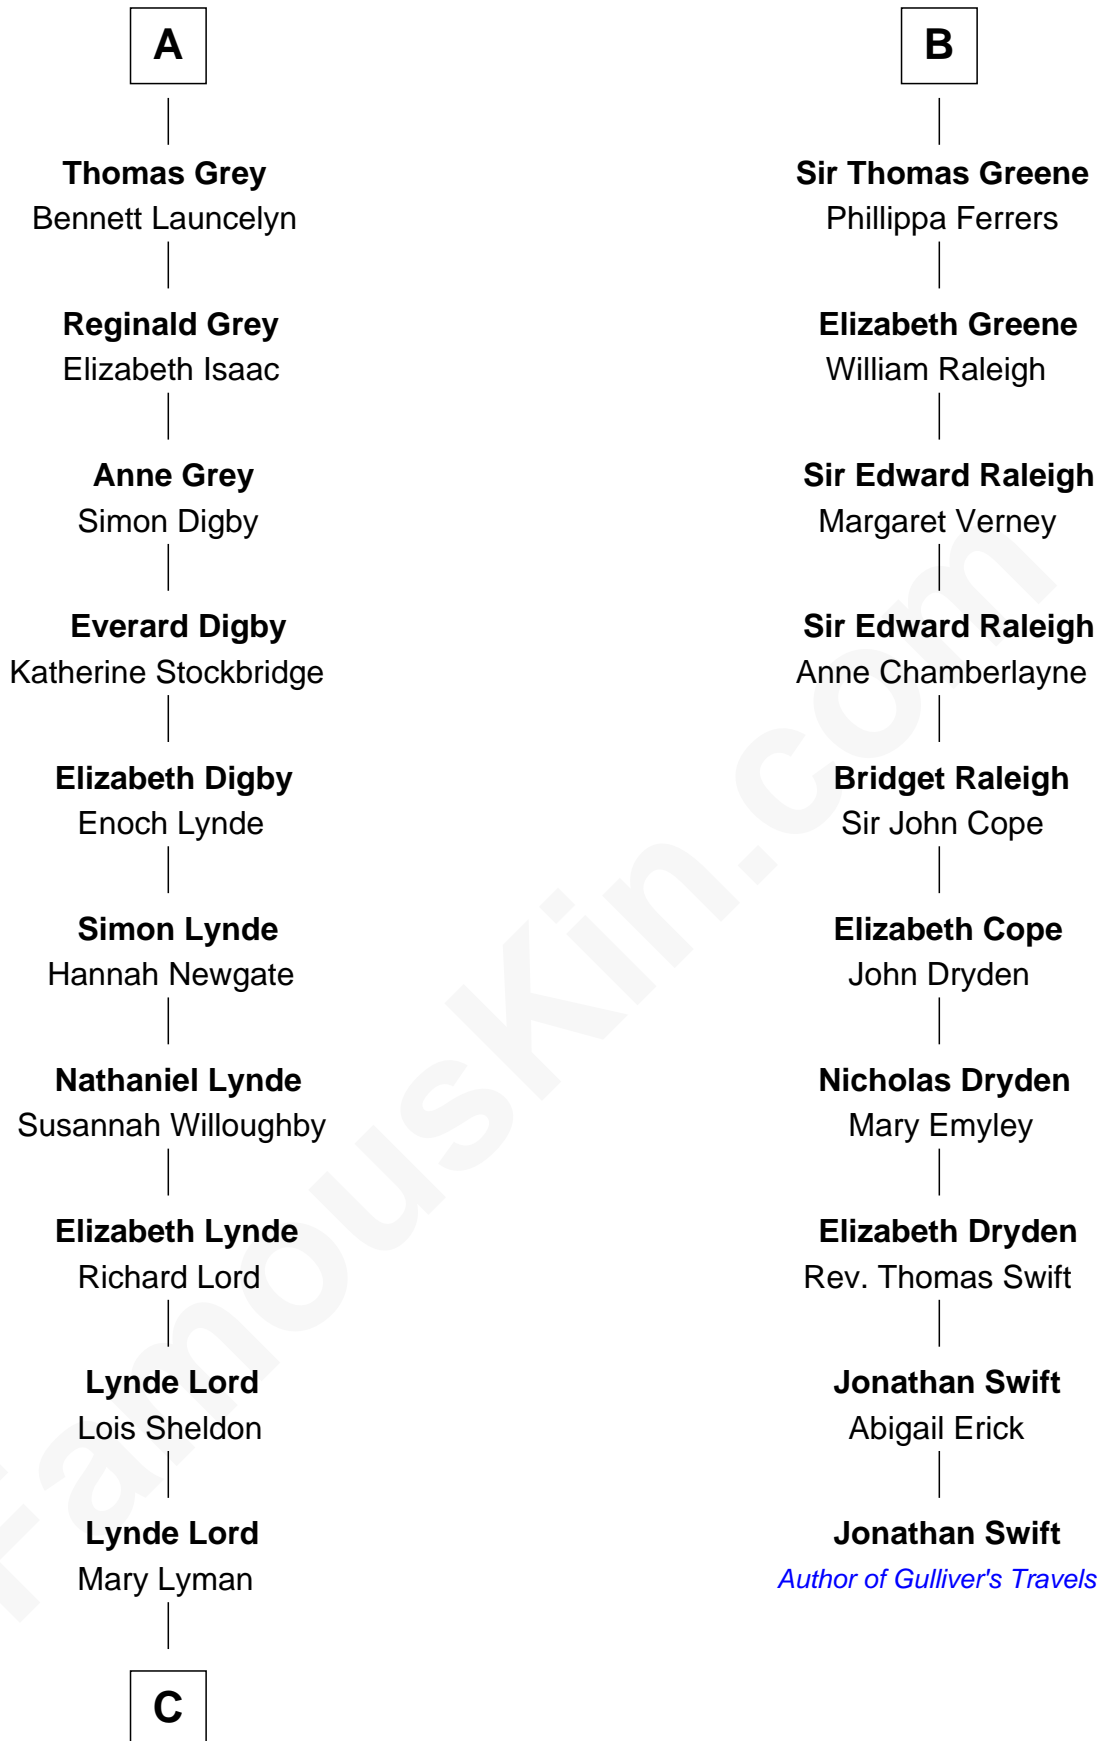 A
Thomas Grey
Bennett Launcelyn
Reginald Grey
Elizabeth Isaac
Anne Grey
Simon Digby
Everard Digby
Katherine Stockbridge
Elizabeth Digby
Enoch Lynde
Simon Lynde
Hannah Newgate
Nathaniel Lynde
Susannah Willoughby
Elizabeth Lynde
Richard Lord
Lynde Lord
Lois Sheldon
Lynde Lord
Mary Lyman
C
B
Sir Thomas Greene
Phillippa Ferrers
Elizabeth Greene
William Raleigh
Sir Edward Raleigh
Margaret Verney
Sir Edward Raleigh
Anne Chamberlayne
Bridget Raleigh
Sir John Cope
Elizabeth Cope
John Dryden
Nicholas Dryden
Mary Emyley
Elizabeth Dryden
Rev. Thomas Swift
Jonathan Swift
Abigail Erick
Jonathan Swift
Author of Gulliver's Travels
FamousKin.com